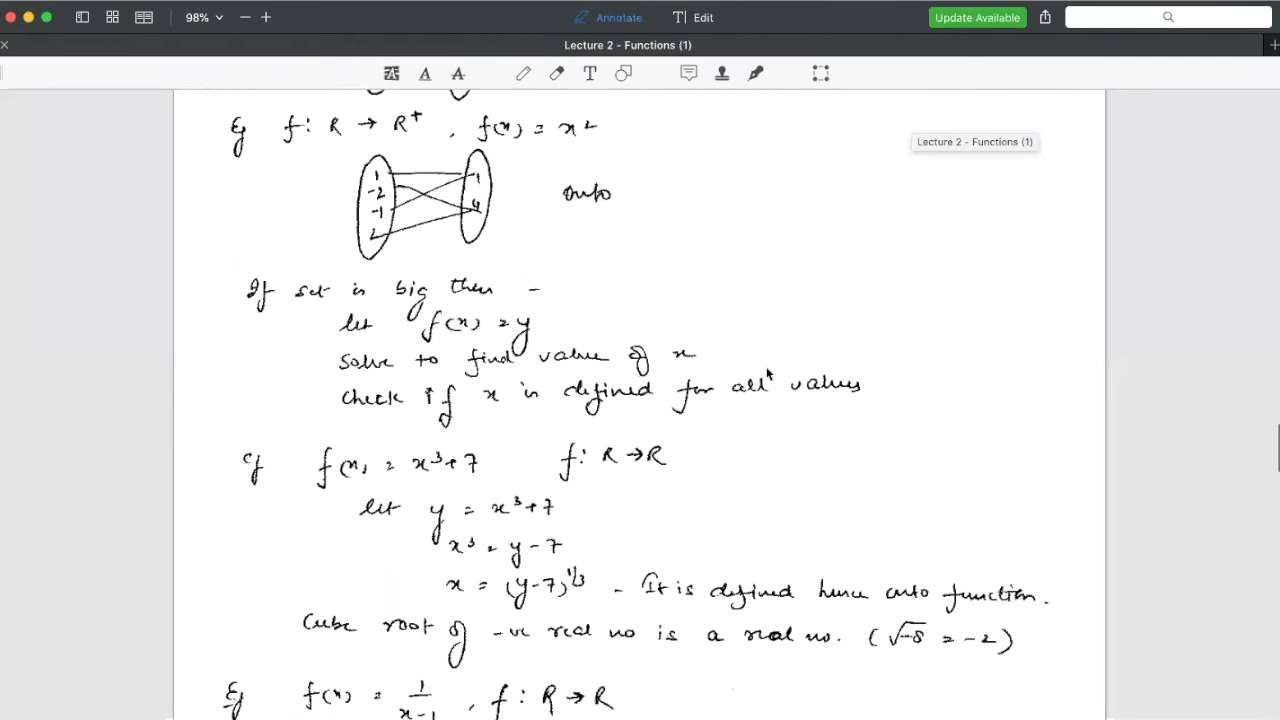 98%
Annotate
T Edit
Update Available
Lecture 2 - Functions (1)
A A A T
Eg f: R → R+ , f(x) = x2
Lecture 2 - Functions (1)
1 1
-2
-1 4
2
onto
If set is big then -
let f(x) = y
solve to find value of x
check if x is defined for all values
eg f(x) = x3+7 f: R → R
let y = x3+7
x3 = y-7
x = (y-7)1/3 - It is defined hence onto function.
Cube root of -ve real no is a real no. (√-8 = -2)
Eg f(x) = 1/x-1 , f: R → R